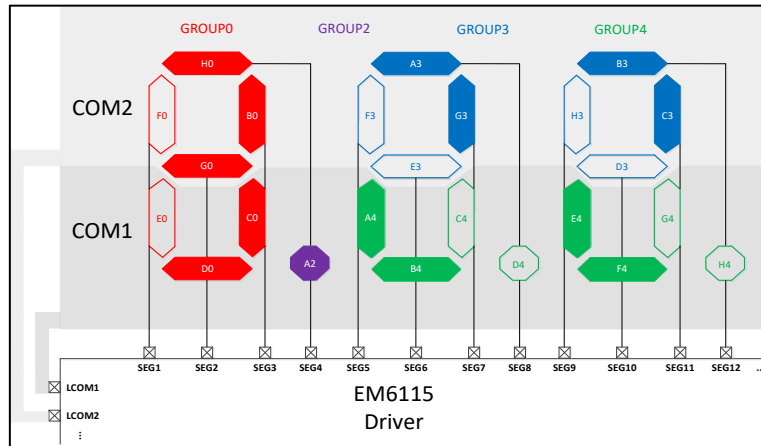 GROUP0 GROUP2 GROUP3 GROUP4
H0 A3 B3
COM2 F0 B0 F3 G3 H3 C3
G0 E3 D3
COM1 E0 C0 A4 C4 E4 G4
D0 A2 B4 D4 F4 H4
SEG1 SEG2 SEG3 SEG4 SEG5 SEG6 SEG7 SEG8 SEG9 SEG10 SEG11 SEG12 ..
LCOM1
LCOM2
⋮
EM6115
Driver